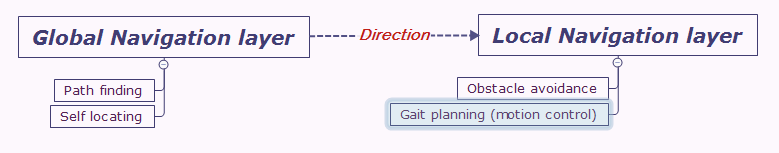 Global Navigation layer
Direction
Local Navigation layer
Path finding
Self locating
Obstacle avoidance
Gait planning (motion control)